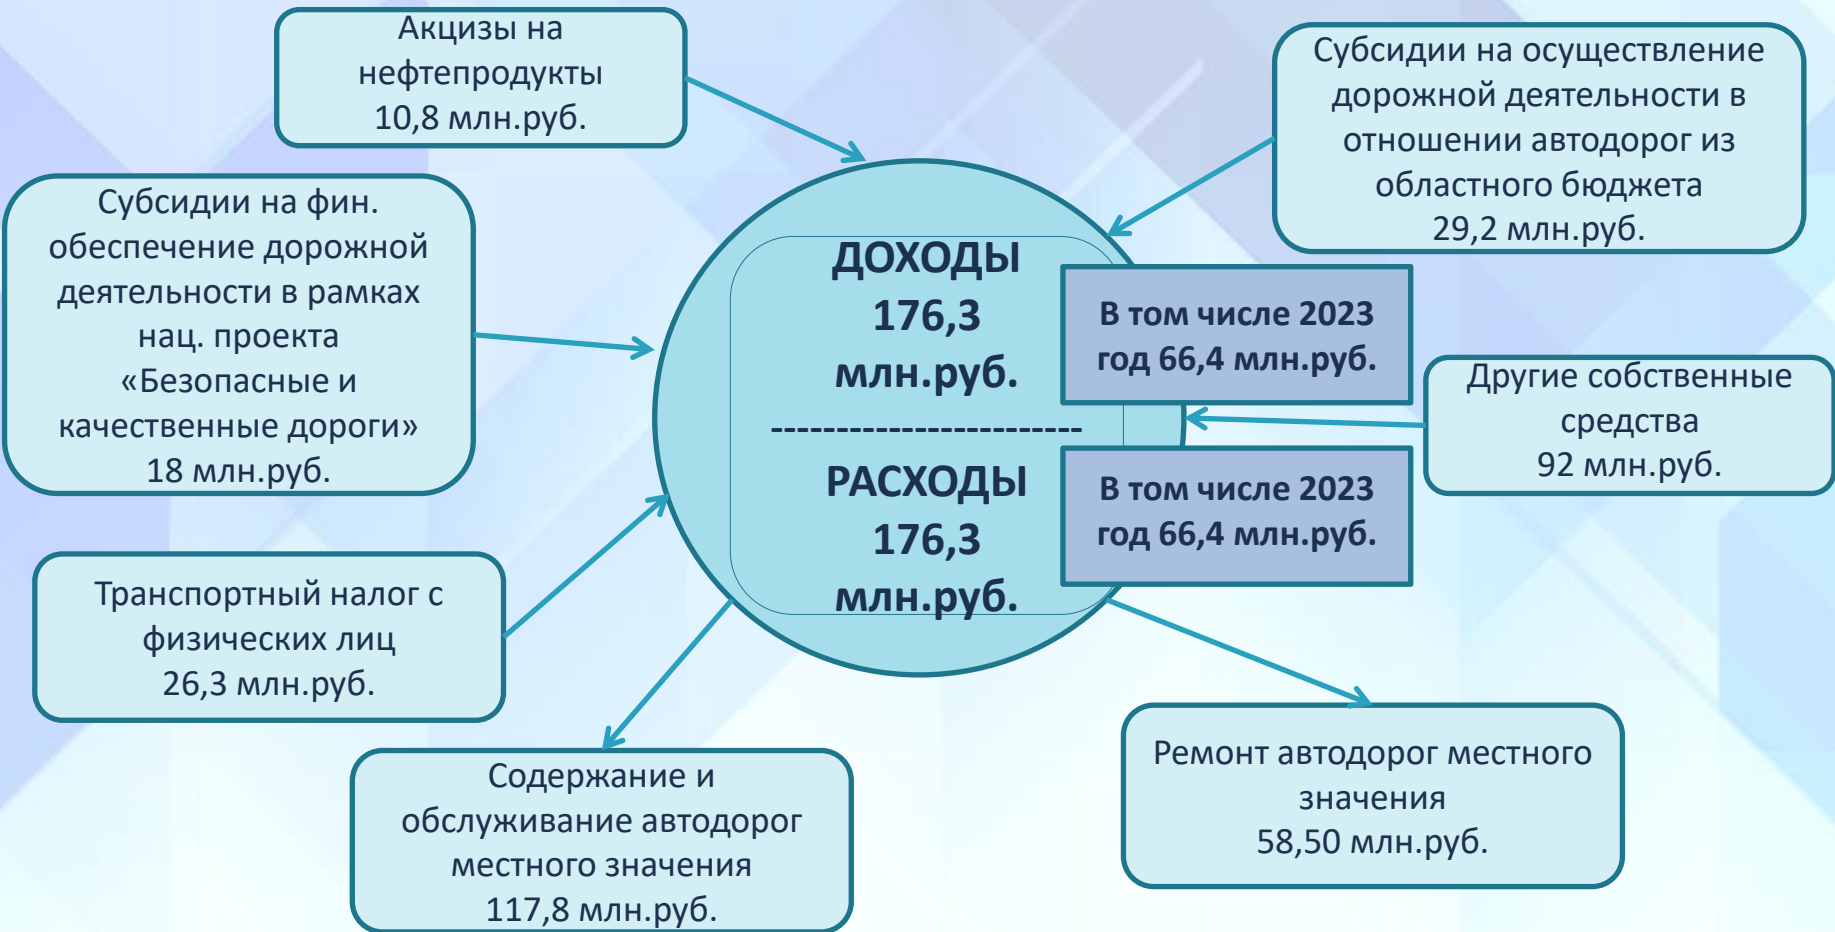 Акцизы на
нефтепродукты
10,8 млн.руб.
Субсидии на осуществление
дорожной деятельности в
отношении автодорог из
областного бюджета
29,2 млн.руб.
Субсидии на фин.
обеспечение дорожной
деятельности в рамках
нац. проекта
«Безопасные и
качественные дороги»
18 млн.руб.
ДОХОДЫ
176,3
млн.руб.
------------------------
РАСХОДЫ
176,3
млн.руб.
В том числе 2023
год 66,4 млн.руб.
В том числе 2023
год 66,4 млн.руб.
Другие собственные
средства
92 млн.руб.
Транспортный налог с
физических лиц
26,3 млн.руб.
Содержание и
обслуживание автодорог
местного значения
117,8 млн.руб.
Ремонт автодорог местного
значения
58,50 млн.руб.